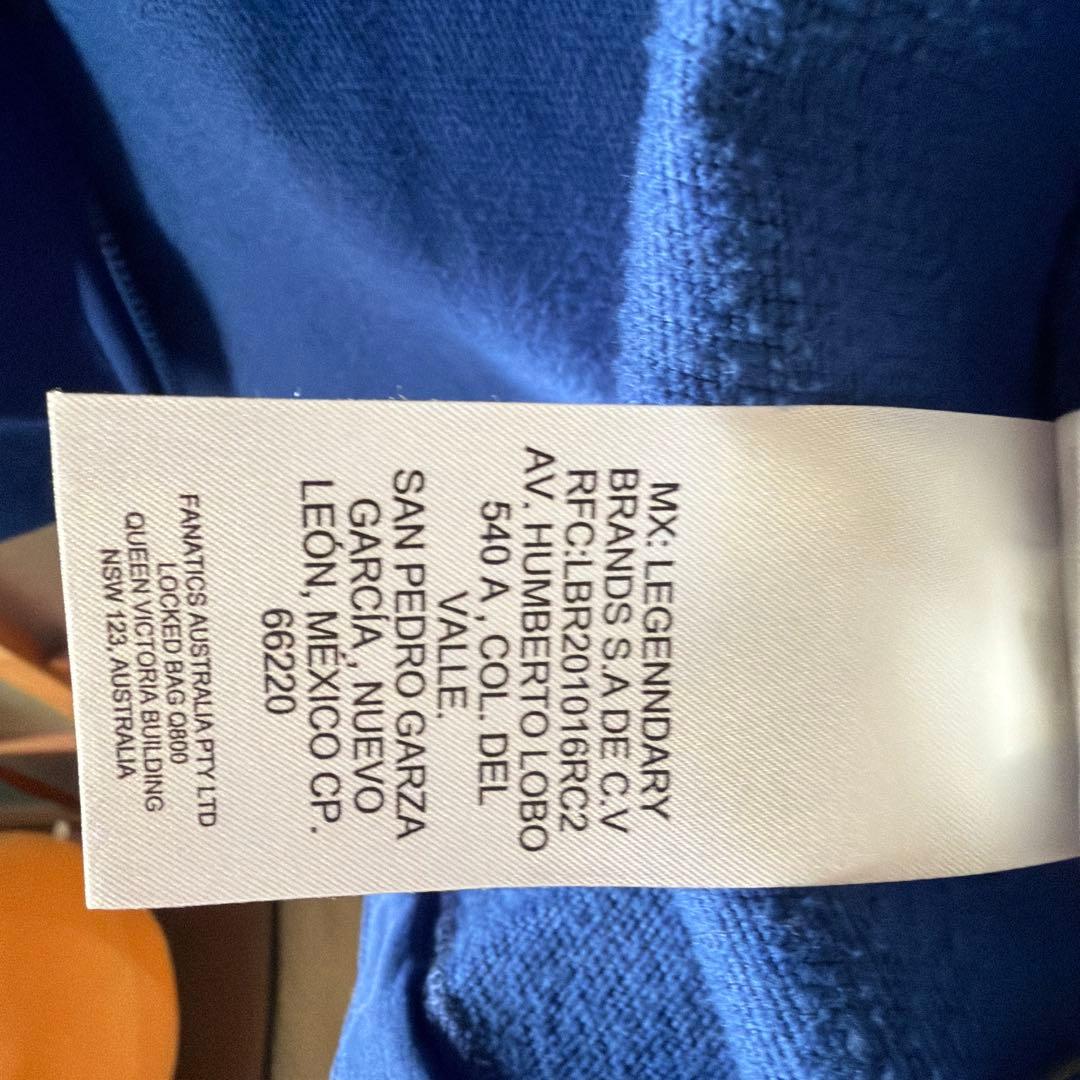 MX: LEGENNDARY
BRANDS S.A DE C.V
RFC:LBR201016RC2
AV. HUMBERTO LOBO
540 A, COL. DEL
VALLE.
SAN PEDRO GARZA
GARCÍA, NUEVO
LEÓN, MÉXICO CP.
66220
FANATICS AUSTRALIA PTY LTD
LOCKED BAG Q800
QUEEN VICTORIA BUILDING
NSW 123, AUSTRALIA